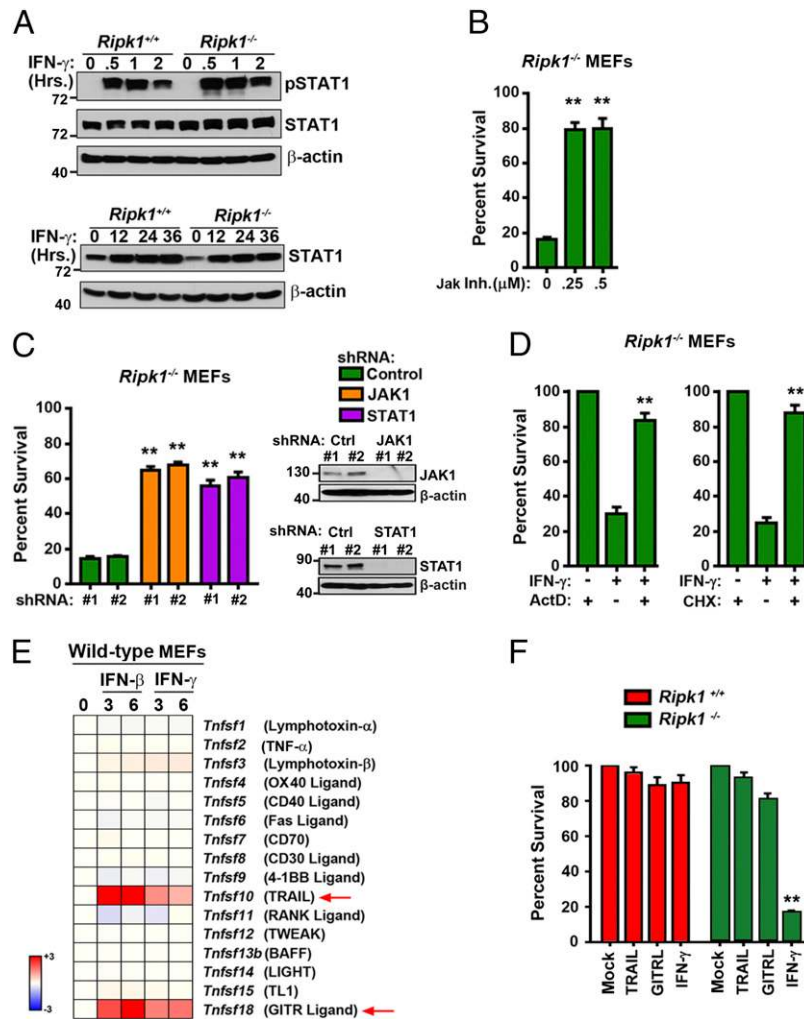 A
Ripk1+/+ Ripk1-/-
IFN-γ: 0 .5 1 2 0 .5 1 2
(Hrs.)
72
pSTAT1
72
STAT1
40
β-actin
Ripk1+/+ Ripk1-/-
IFN-γ: 0 12 24 36 0 12 24 36
(Hrs.)
72
STAT1
40
β-actin
B
Ripk1-/- MEFs
Percent Survival
100
80
60
40
20
0
**
**
Jak Inh.(μM): 0 .25 .5
C
Ripk1-/- MEFs
Percent Survival
100
80
60
40
20
0
** ** ** **
shRNA: #1 #2 #1 #2 #1 #2
shRNA:
Control
JAK1
STAT1
shRNA: Ctrl JAK1
#1 #2 #1 #2
130
JAK1
40
β-actin
shRNA: Ctrl STAT1
#1 #2 #1 #2
90
STAT1
40
β-actin
D
Ripk1-/- MEFs
Percent Survival
100
80
60
40
20
0
**
IFN-γ: - + +
ActD: + - +
100
80
60
40
20
0
**
IFN-γ: - + +
CHX: + - +
E
Wild-type MEFs
IFN-β IFN-γ
0 3 6 3 6
Tnfsf1 (Lymphotoxin-α)
Tnfsf2 (TNF-α)
Tnfsf3 (Lymphotoxin-β)
Tnfsf4 (OX40 Ligand)
Tnfsf5 (CD40 Ligand)
Tnfsf6 (Fas Ligand)
Tnfsf7 (CD70)
Tnfsf8 (CD30 Ligand)
Tnfsf9 (4-1BB Ligand)
Tnfsf10 (TRAIL)
Tnfsf11 (RANK Ligand)
Tnfsf12 (TWEAK)
Tnfsf13b (BAFF)
Tnfsf14 (LIGHT)
Tnfsf15 (TL1)
Tnfsf18 (GITR Ligand)
+3
-3
F
Ripk1 +/+
Ripk1 -/-
Percent Survival
100
80
60
40
20
0
**
Mock TRAIL GITRL IFN-γ Mock TRAIL GITRL IFN-γ